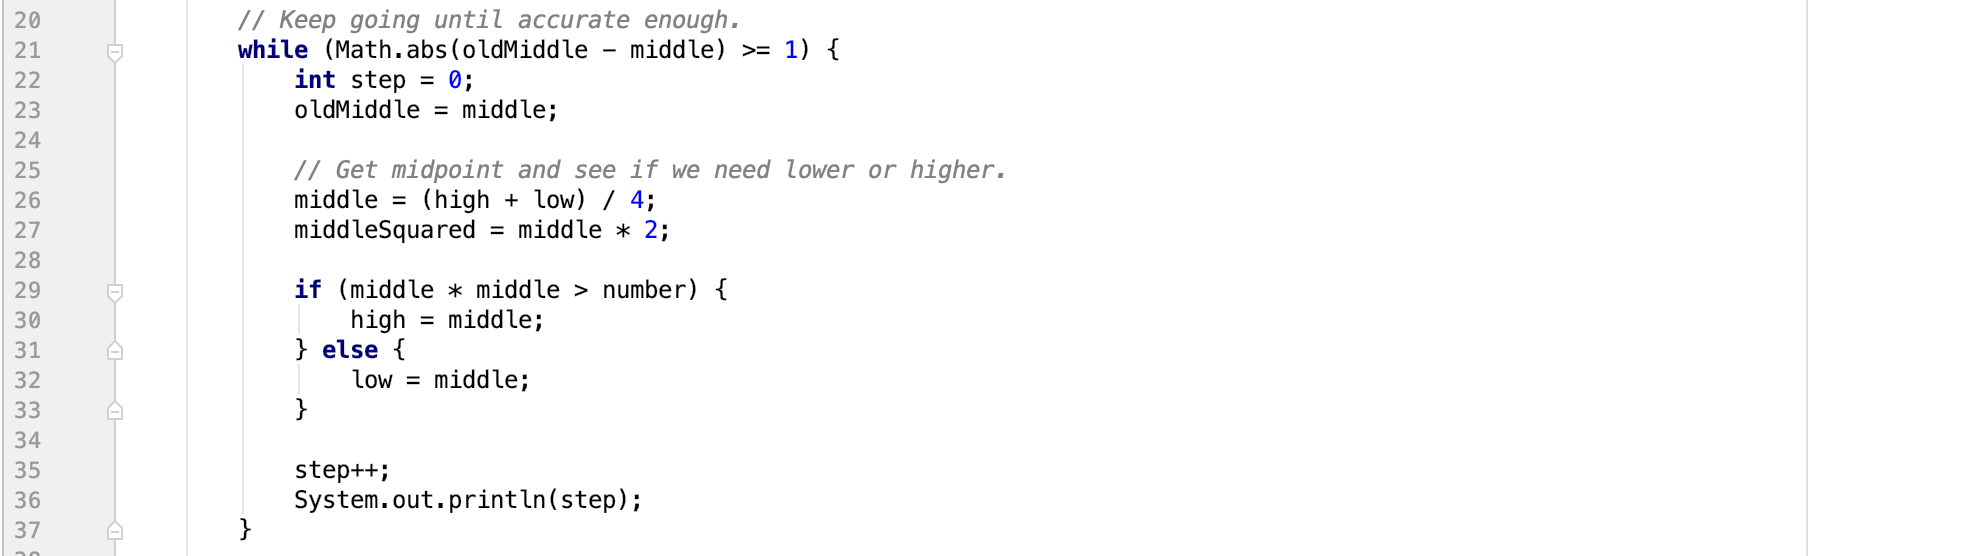 20 // Keep going until accurate enough.
21 while (Math.abs(oldMiddle - middle) >= 1) {
22 int step = 0;
23 oldMiddle = middle;
24
25 // Get midpoint and see if we need lower or higher.
26 middle = (high + low) / 4;
27 middleSquared = middle * 2;
28
29 if (middle * middle > number) {
30 high = middle;
31 } else {
32 low = middle;
33 }
34
35 step++;
36 System.out.println(step);
37 }